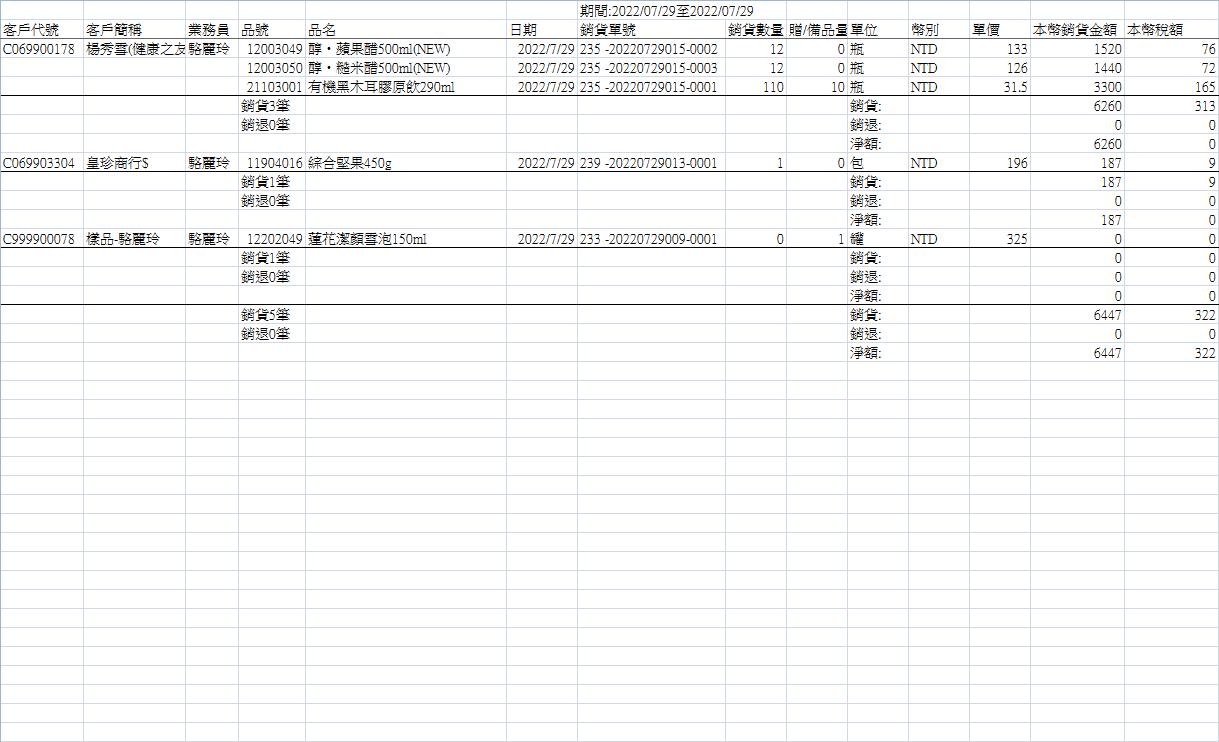 期間:2022/07/29至2022/07/29
客戶代號 客戶簡稱 業務員 品號 品名 日期 銷貨單號 銷貨數量 贈/備品量 單位 幣別 單價 本幣銷貨金額 本幣稅額
C069900178 楊秀雪(健康之友 駱麗玲 12003049 醇‧蘋果醋500ml(NEW) 2022/7/29 235 -20220729015-0002 12 0 瓶 NTD 133 1520 76
12003050 醇‧糙米醋500ml(NEW) 2022/7/29 235 -20220729015-0003 12 0 瓶 NTD 126 1440 72
21103001 有機黑木耳膠原飲290ml 2022/7/29 235 -20220729015-0001 110 10 瓶 NTD 31.5 3300 165
銷貨3筆 銷貨: 6260 313
銷退0筆 銷退: 0 0
淨額: 6260 0
C069903304 皇珍商行$ 駱麗玲 11904016 綜合堅果450g 2022/7/29 239 -20220729013-0001 1 0 包 NTD 196 187 9
銷貨1筆 銷貨: 187 9
銷退0筆 銷退: 0 0
淨額: 187 0
C999900078 樣品-駱麗玲 駱麗玲 12202049 蓮花潔顏雪泡150ml 2022/7/29 233 -20220729009-0001 0 1 罐 NTD 325 0 0
銷貨1筆 銷貨: 0 0
銷退0筆 銷退: 0 0
淨額: 0 0
銷貨5筆 銷貨: 6447 322
銷退0筆 銷退: 0 0
淨額: 6447 322